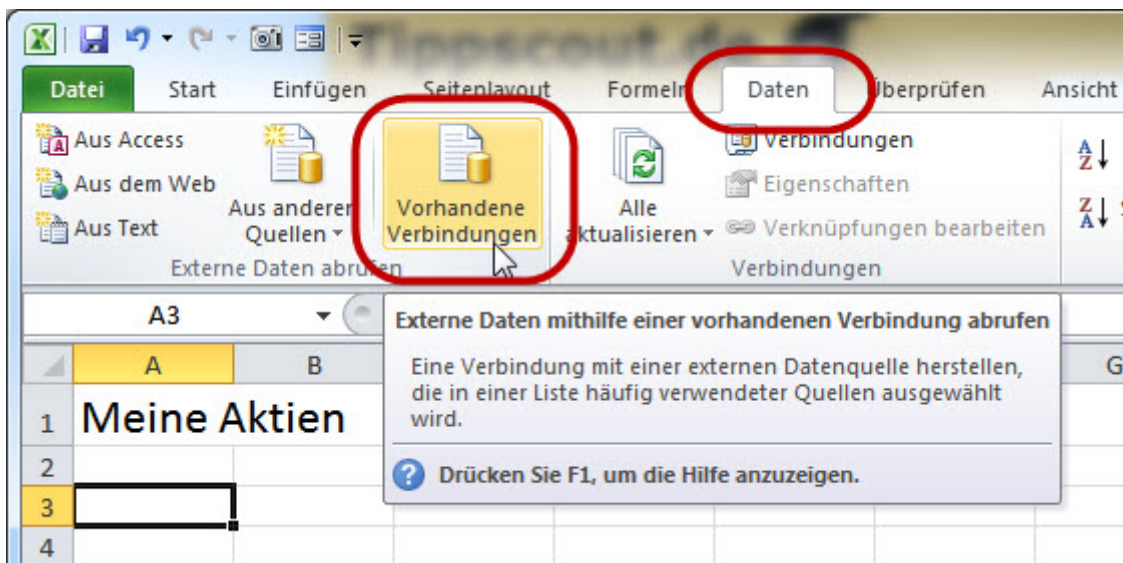 Tippscout.de
Datei Start Einfügen Seitenlayout Formeln Daten Überprüfen Ansicht
Aus Access
Aus dem Web
Aus Text
Aus anderen
Quellen
Vorhandene
Verbindungen
Externe Daten abrufen
Alle
aktualisieren
Verbindungen
Eigenschaften
Verknüpfungen bearbeiten
Verbindungen
A
Z
Z
A
A3
Externe Daten mithilfe einer vorhandenen Verbindung abrufen
Eine Verbindung mit einer externen Datenquelle herstellen,
die in einer Liste häufig verwendeter Quellen ausgewählt
wird.
Drücken Sie F1, um die Hilfe anzuzeigen.
A B G
1 Meine Aktien
2
3
4